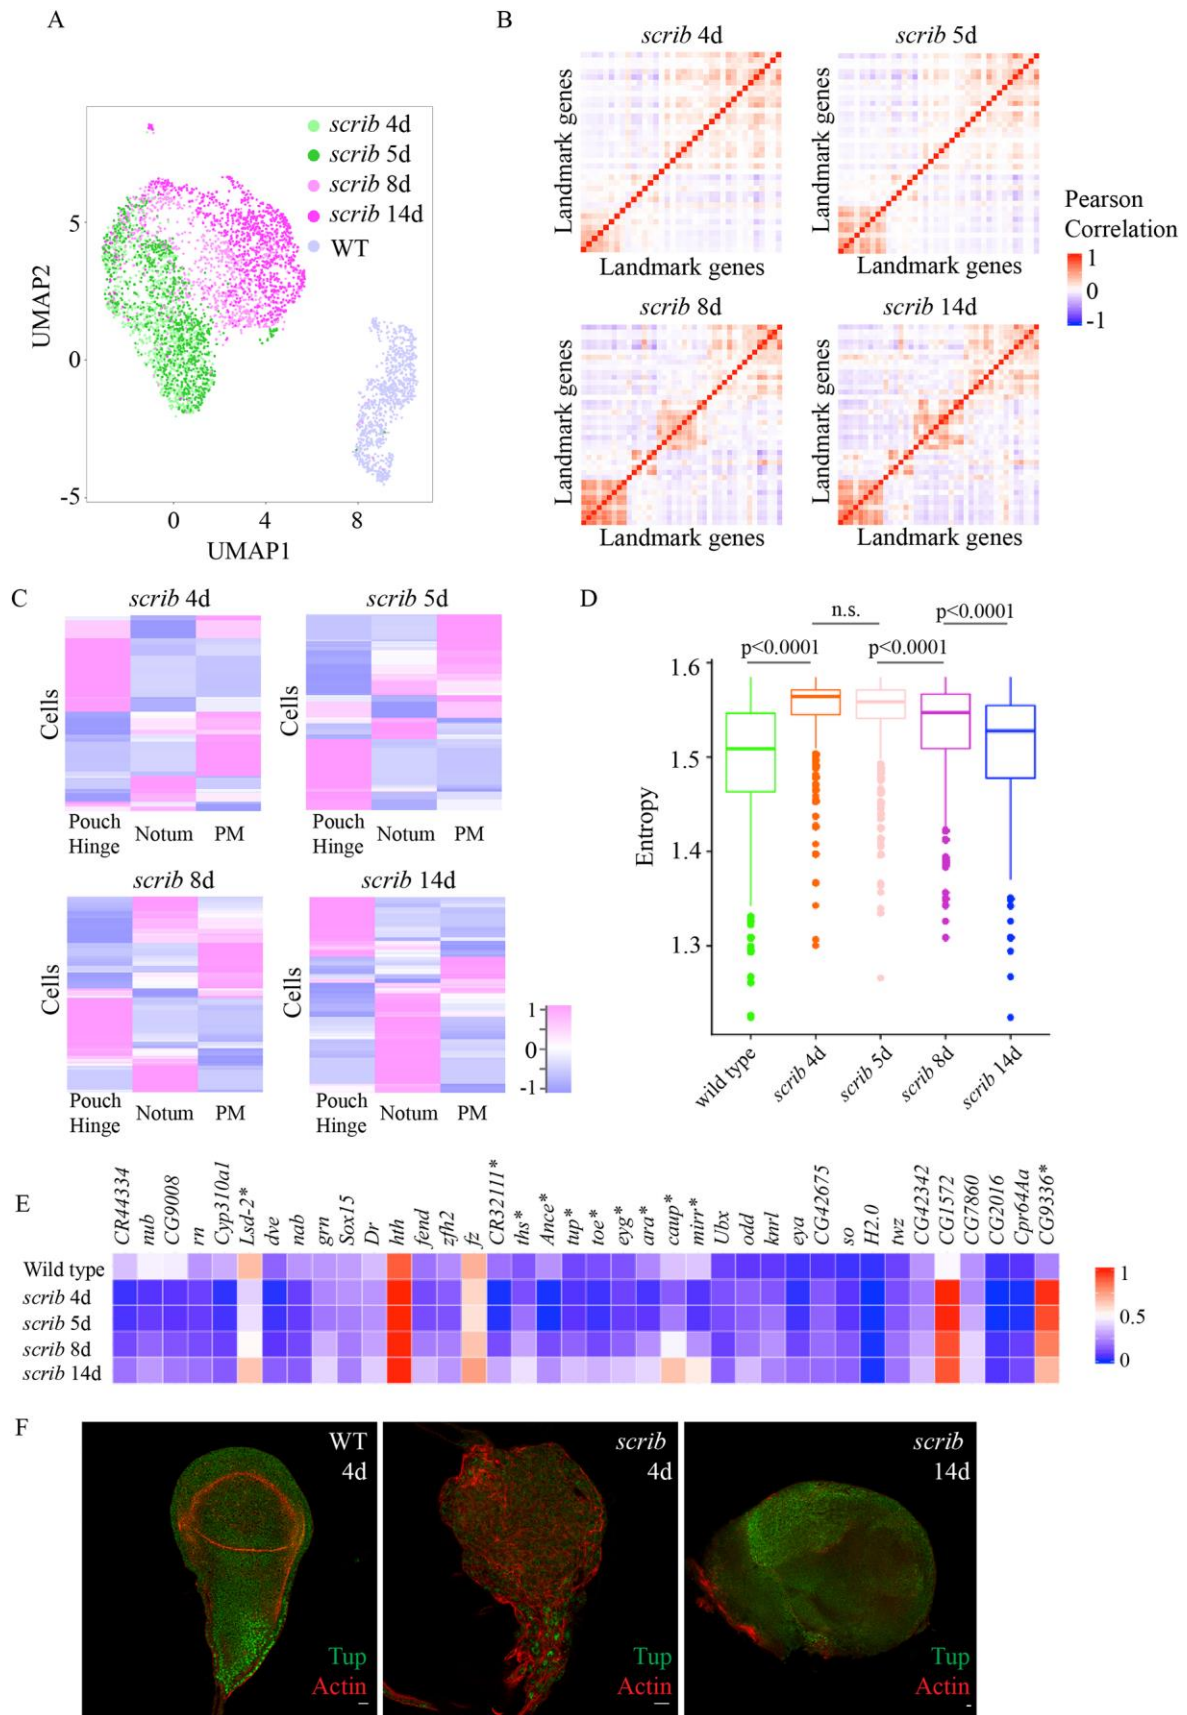 A
scrib 4d
scrib 5d
scrib 8d
scrib 14d
WT
5
0
-5
UMAP2
0 4 8
UMAP1
B
scrib 4d
scrib 5d
Landmark genes
Landmark genes
Landmark genes
Landmark genes
scrib 8d
scrib 14d
Landmark genes
Landmark genes
Landmark genes
Landmark genes
Pearson
Correlation
1
0
-1
C
scrib 4d
scrib 5d
Cells
Cells
Pouch
Hinge
Notum
PM
Pouch
Hinge
Notum
PM
scrib 8d
scrib 14d
Cells
Cells
Pouch
Hinge
Notum
PM
Pouch
Hinge
Notum
PM
1
0
-1
D
n.s.
p<0.0001
p<0.0001
p<0.0001
1.6
1.5
1.4
1.3
Entropy
wild type
scrib 4d
scrib 5d
scrib 8d
scrib 14d
E
CR44334
nub
CG9008
rn
Cyp310a1
Lsd-2*
dve
nab
grn
Sox15
Dr
hth
fend
zfh2
fz
CR32111*
ths*
Ance*
tup*
toe*
eyg*
ara*
caup*
mirr*
Ubx
odd
knrl
eya
CG42675
so
H2.0
twz
CG42342
CG1572
CG7860
CG2016
Cpr64Aa
CG9336*
Wild type
scrib 4d
scrib 5d
scrib 8d
scrib 14d
1
0.5
0
F
WT
4d
Tup
Actin
scrib
4d
Tup
Actin
scrib
14d
Tup
Actin